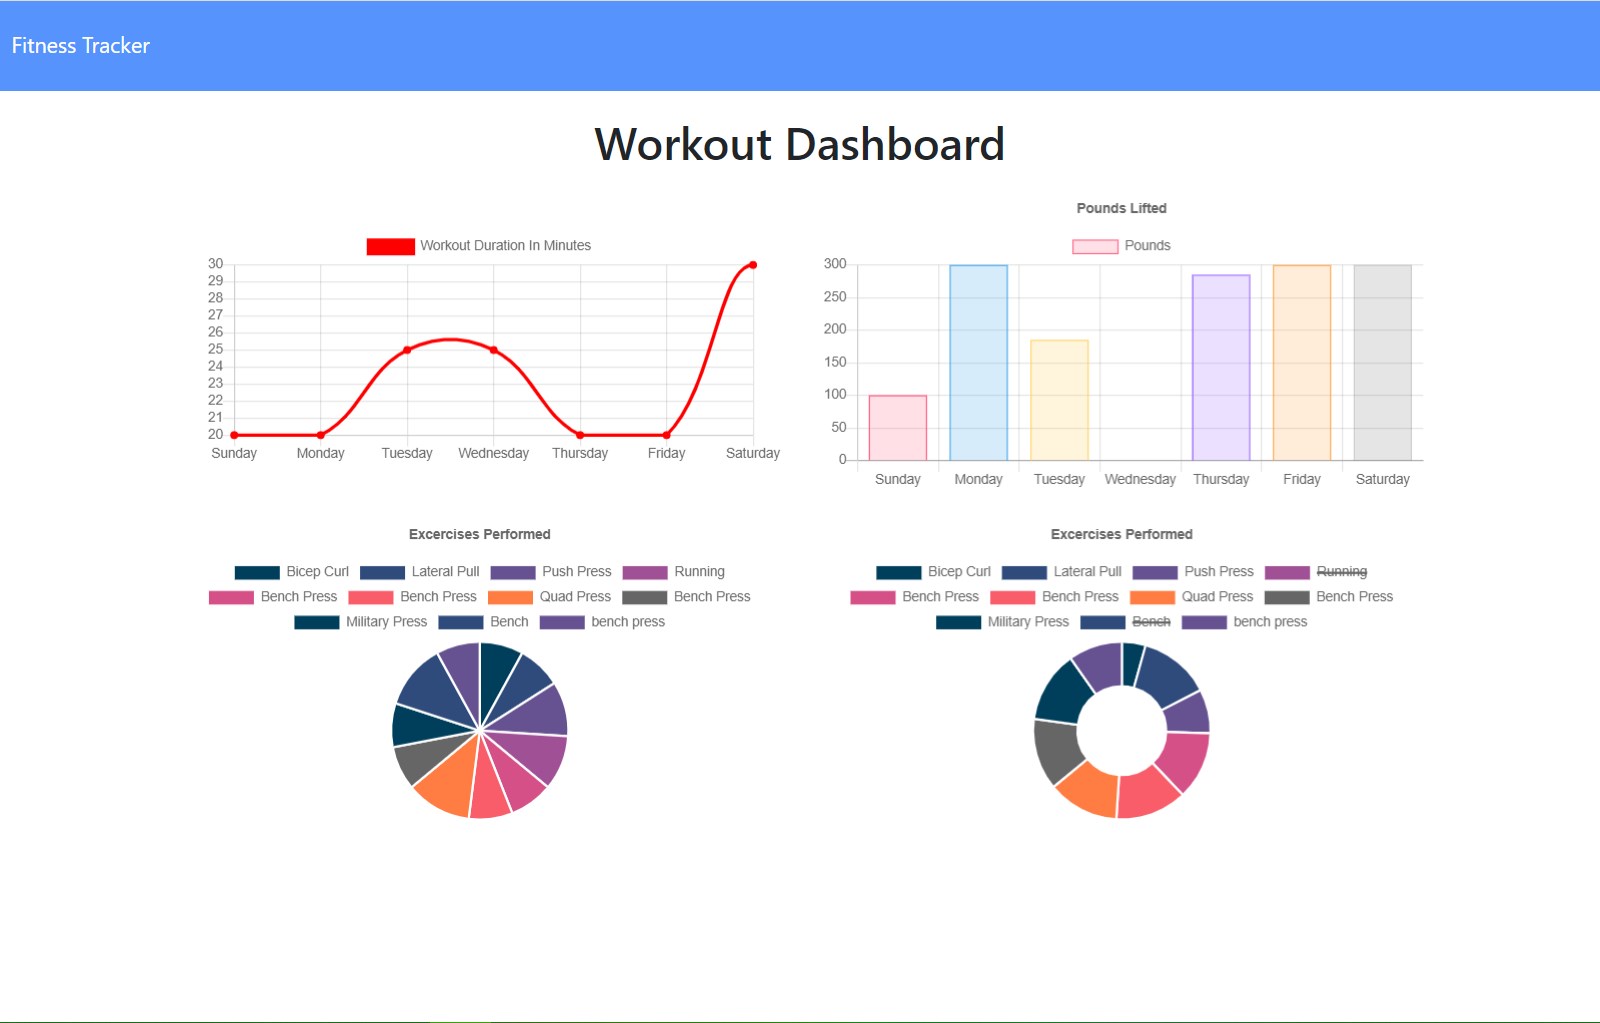 Fitness Tracker
Workout Dashboard
Workout Duration In Minutes
30
29
28
27
26
25
24
23
22
21
20
Sunday Monday Tuesday Wednesday Thursday Friday Saturday
Pounds Lifted
Pounds
300
250
200
150
100
50
0
Sunday Monday Tuesday Wednesday Thursday Friday Saturday
Excercises Performed
Bicep Curl Lateral Pull Push Press Running
Bench Press Bench Press Quad Press Bench Press
Military Press Bench bench press
Excercises Performed
Bicep Curl Lateral Pull Push Press Running
Bench Press Bench Press Quad Press Bench Press
Military Press Bench bench press